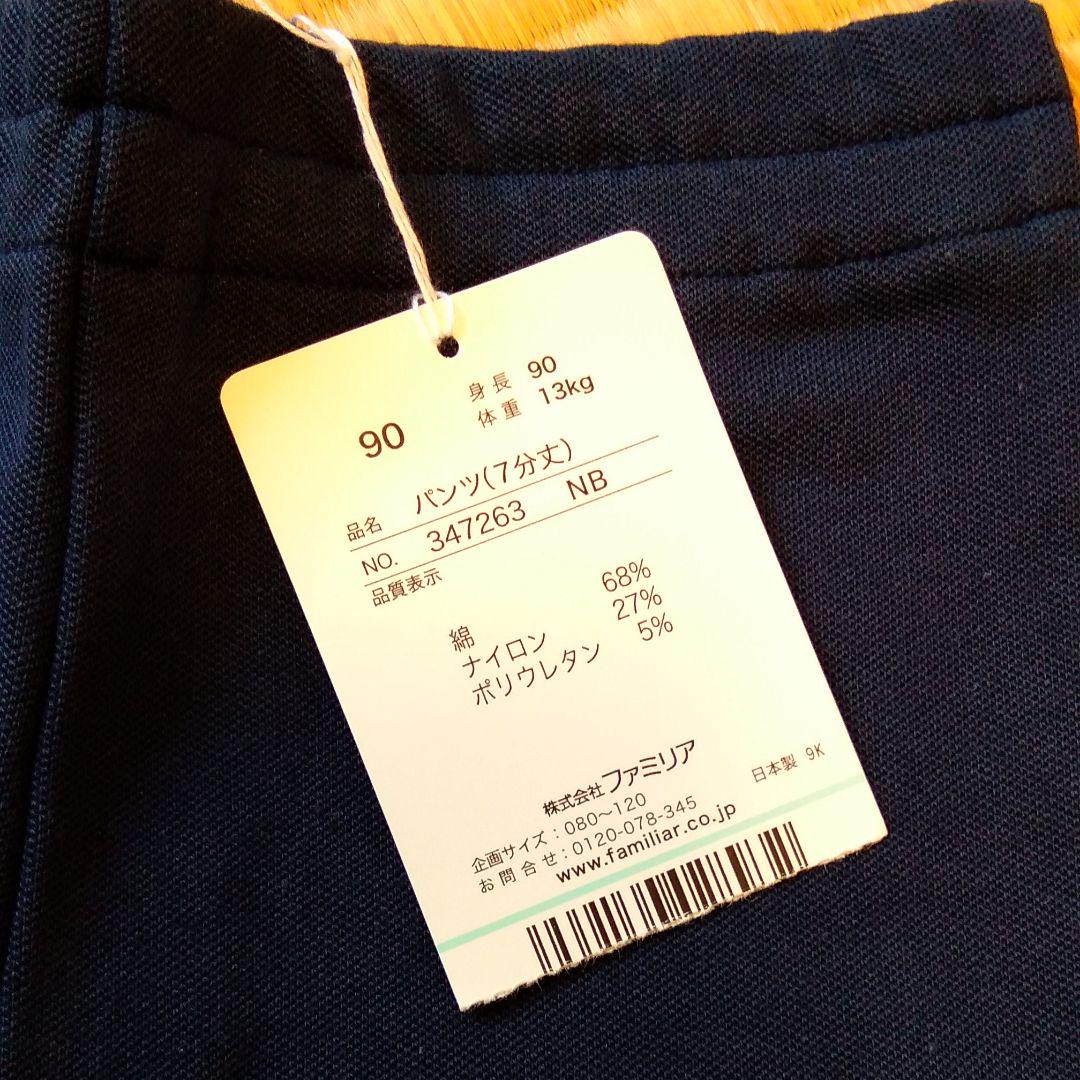 90
身長 90
体重 13kg
品名 パンツ(7分丈)
NO. 347263 NB
品質表示
綿 68%
ナイロン 27%
ポリウレタン 5%
株式会社ファミリア
企画サイズ:080〜120
お問合せ:0120-078-345
www.familiar.co.jp
日本製 9K